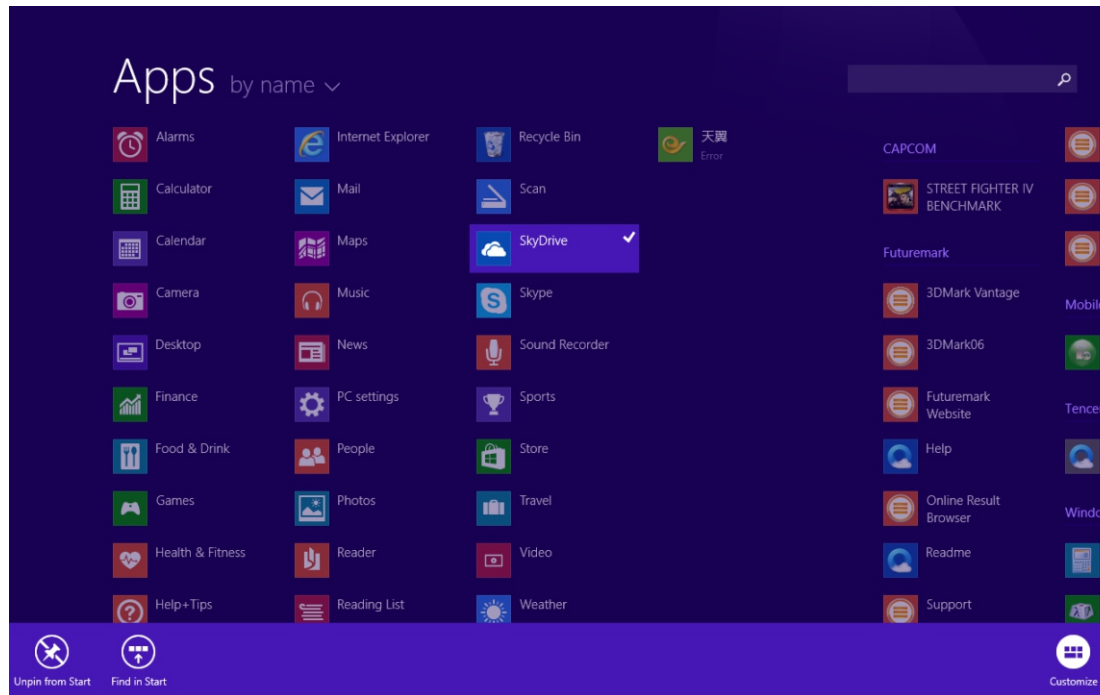 Apps by name
Alarms
Calculator
Calendar
Camera
Desktop
Finance
Food & Drink
Games
Health & Fitness
Help+Tips
Internet Explorer
Mail
Maps
Music
News
PC settings
People
Photos
Reader
Reading List
Recycle Bin
Scan
SkyDrive
Skype
Sound Recorder
Sports
Store
Travel
Video
Weather
天翼
Error
CAPCOM
STREET FIGHTER IV
BENCHMARK
Futuremark
3DMark Vantage
3DMark06
Futuremark
Website
Help
Online Result
Browser
Readme
Support
Mobil
Tence
Windo
Unpin from Start
Find in Start
Customize